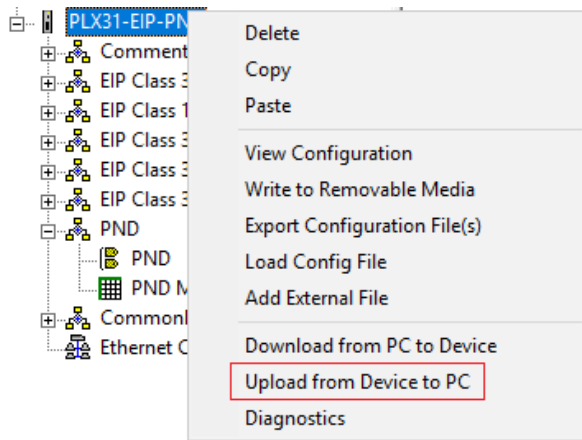 PLX31-EIP-PN
Comment
EIP Class 3
EIP Class 1
EIP Class 3
EIP Class 3
EIP Class 3
PND
PND
PND M
Common
Ethernet C
Delete
Copy
Paste
View Configuration
Write to Removable Media
Export Configuration File(s)
Load Config File
Add External File
Download from PC to Device
Upload from Device to PC
Diagnostics